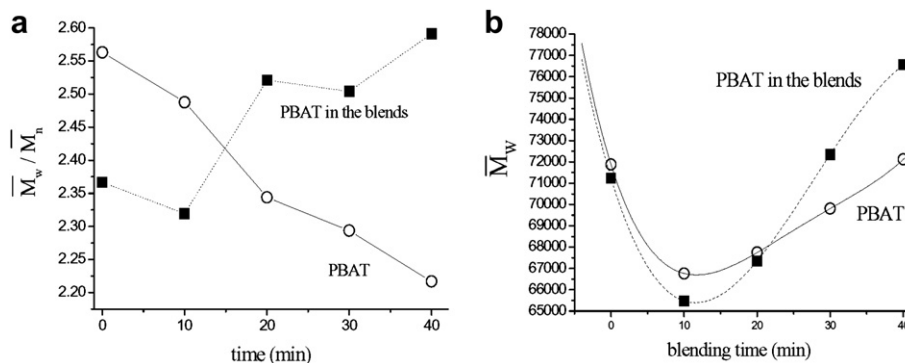 a
2.60
2.55
2.50
2.45
2.40
2.35
2.30
2.25
2.20
M̅w / M̅n
PBAT in the blends
PBAT
0 10 20 30 40
time (min)
b
78000
77000
76000
75000
74000
73000
72000
71000
70000
69000
68000
67000
66000
65000
M̅W
PBAT in the blends
PBAT
0 10 20 30 40
blending time (min)